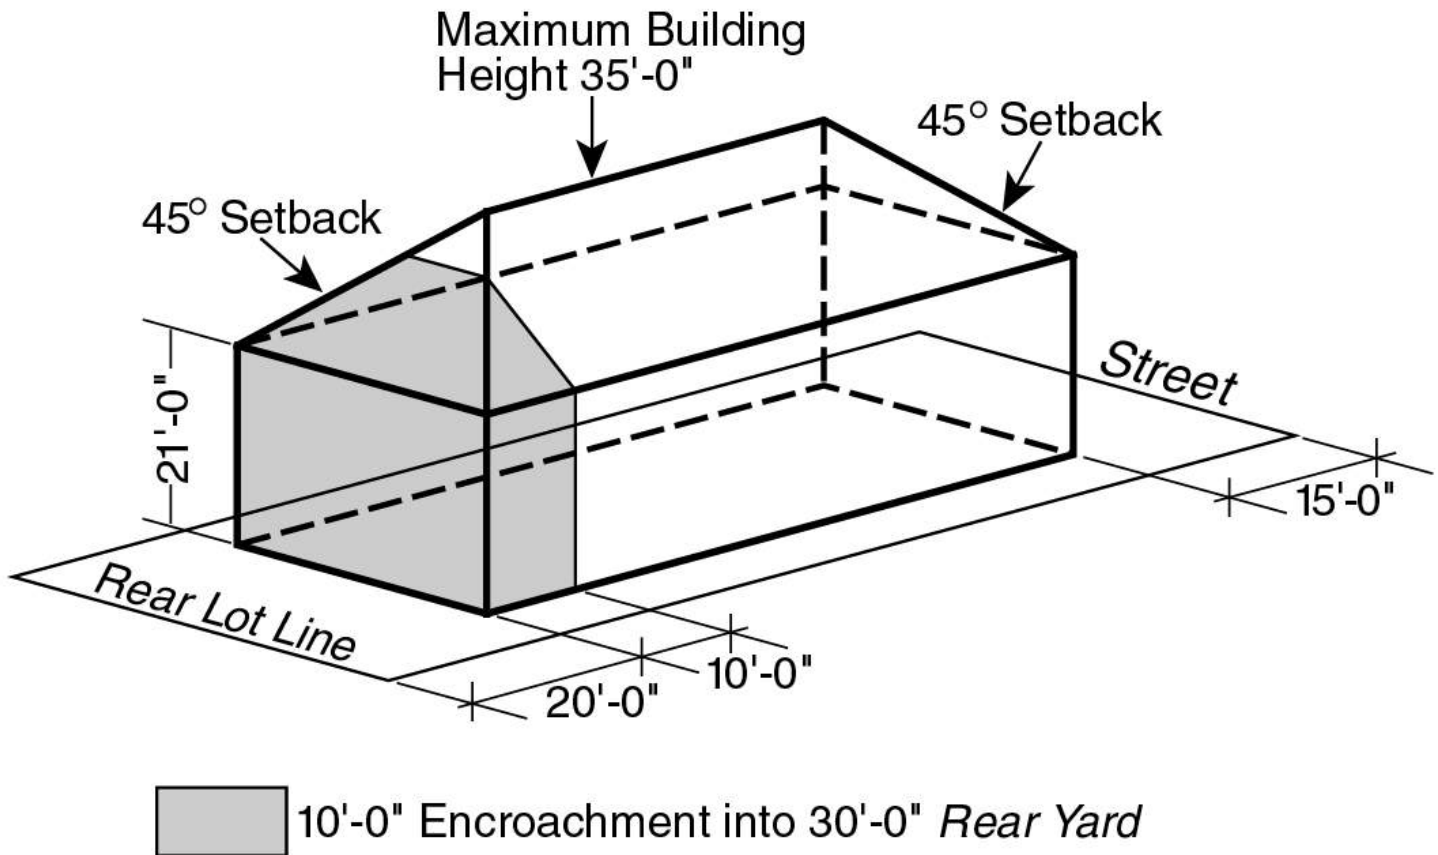 Maximum Building
Height 35'-0"
45° Setback
45° Setback
21'-0"
Street
15'-0"
Rear Lot Line
10'-0"
20'-0"
10'-0" Encroachment into 30'-0" Rear Yard